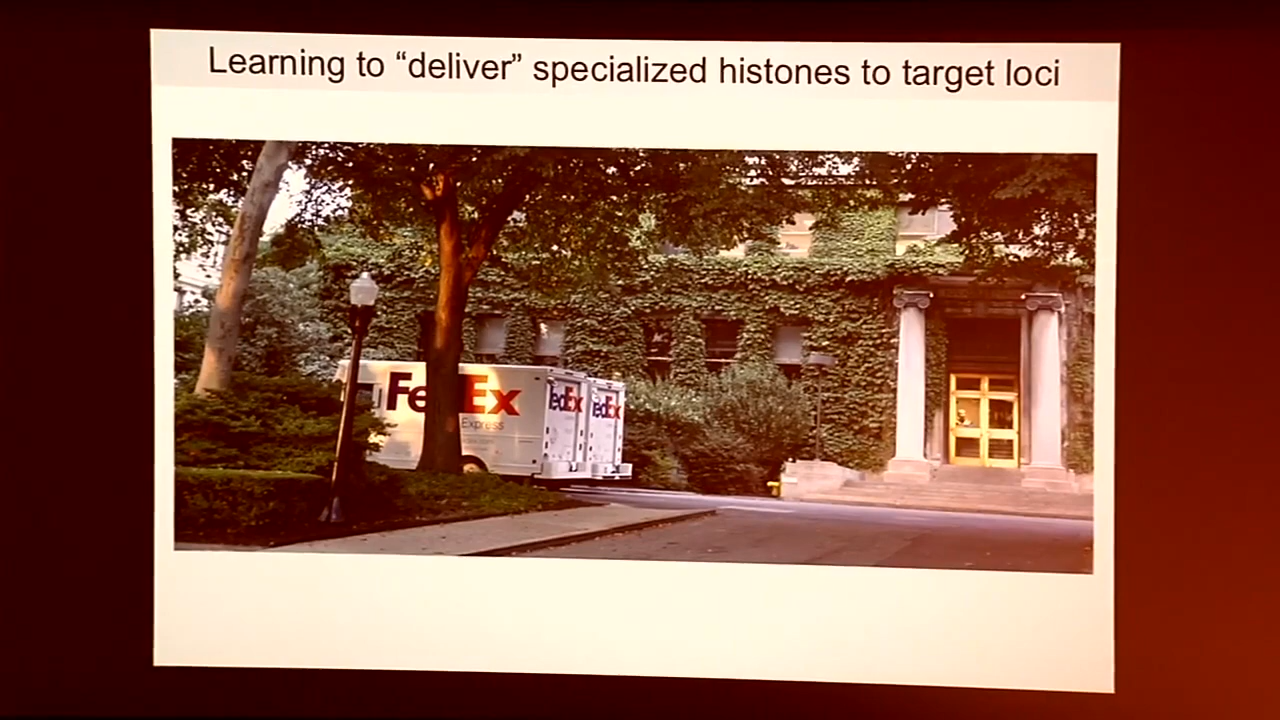 Learning to “deliver” specialized histones to target loci
FedEx
Express
FedEx
FedEx